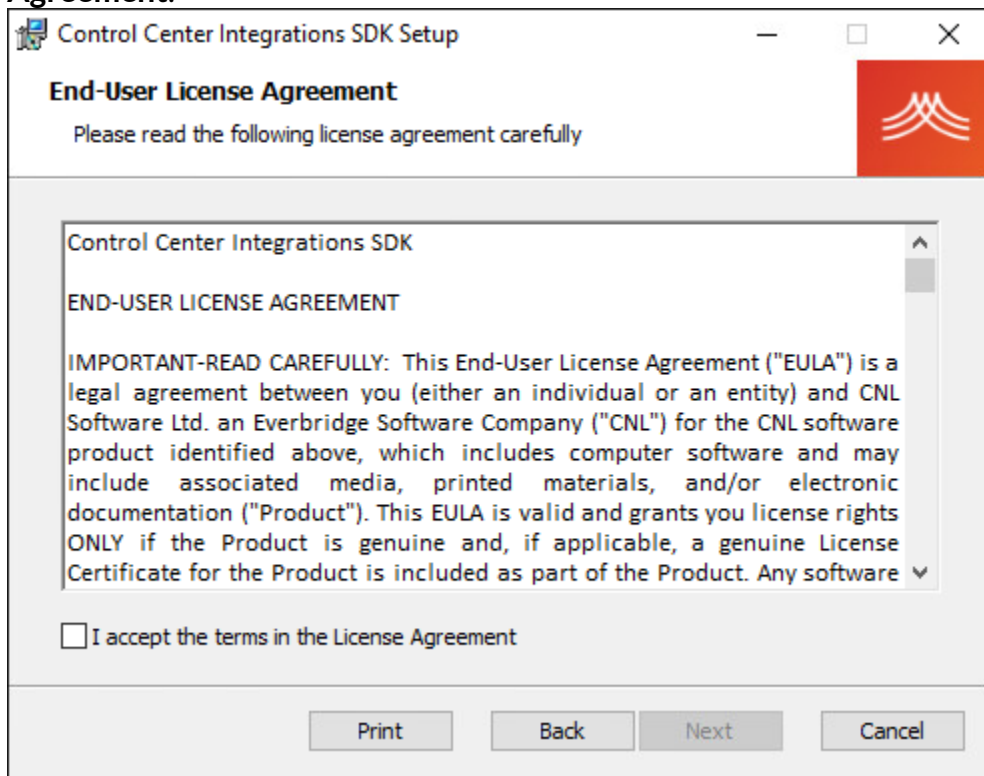 Agreement.
Control Center Integrations SDK Setup
End-User License Agreement
Please read the following license agreement carefully
Control Center Integrations SDK
END-USER LICENSE AGREEMENT
IMPORTANT-READ CAREFULLY: This End-User License Agreement ("EULA") is a
legal agreement between you (either an individual or an entity) and CNL
Software Ltd. an Everbridge Software Company ("CNL") for the CNL software
product identified above, which includes computer software and may
include associated media, printed materials, and/or electronic
documentation ("Product"). This EULA is valid and grants you license rights
ONLY if the Product is genuine and, if applicable, a genuine License
Certificate for the Product is included as part of the Product. Any software
I accept the terms in the License Agreement
Print Back Next Cancel